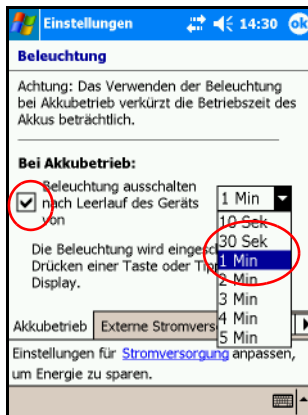 Einstellungen 14:30 ok
Beleuchtung
Achtung: Das Verwenden der Beleuchtung
bei Akkubetrieb verkürzt die Betriebszeit des
Akkus beträchtlich.
Bei Akkubetrieb:
Beleuchtung ausschalten
nach Leerlauf des Geräts
von
1 Min
10 Sek
30 Sek
1 Min
2 Min
3 Min
4 Min
5 Min
Die Beleuchtung wird
Drücken einer Taste oder
Display.
Akkubetrieb Externe
Einstellungen für Stromversorgung anpassen,
um Energie zu sparen.